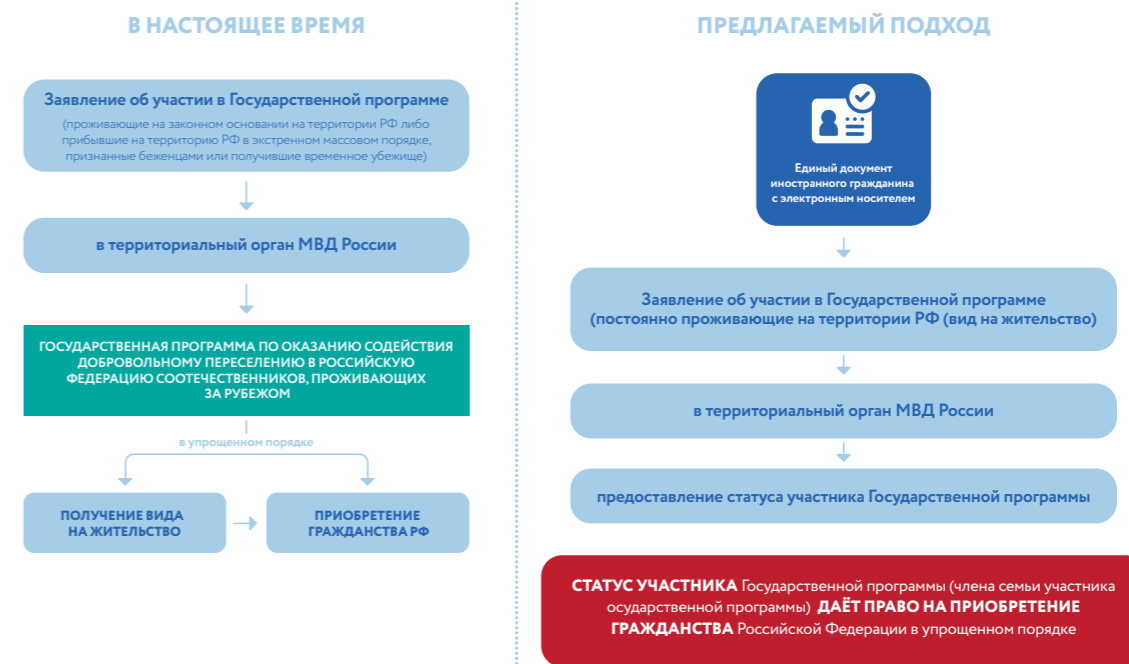 В НАСТОЯЩЕЕ ВРЕМЯ
Заявление об участии в Государственной программе
(проживающие на законном основании на территории РФ либо
прибывшие на территорию РФ в экстренном массовом порядке,
признанные беженцами или получившие временное убежище)
в территориальный орган МВД России
ГОСУДАРСТВЕННАЯ ПРОГРАММА ПО ОКАЗАНИЮ СОДЕЙСТВИЯ
ДОБРОВОЛЬНОМУ ПЕРЕСЕЛЕНИЮ В РОССИЙСКУЮ
ФЕДЕРАЦИЮ СООТЕЧЕСТВЕННИКОВ, ПРОЖИВАЮЩИХ
ЗА РУБЕЖОМ
в упрощенном порядке
ПОЛУЧЕНИЕ ВИДА
НА ЖИТЕЛЬСТВО
ПРИОБРЕТЕНИЕ
ГРАЖДАНСТВА РФ
ПРЕДЛАГАЕМЫЙ ПОДХОД
Единый документ
иностранного гражданина
с электронным носителем
Заявление об участии в Государственной программе
(постоянно проживающие на территории РФ (вид на жительство)
в территориальный орган МВД России
предоставление статуса участника Государственной программы
СТАТУС УЧАСТНИКА Государственной программы (члена семьи участника
осударственной программы) ДАЁТ ПРАВО НА ПРИОБРЕТЕНИЕ
ГРАЖДАНСТВА Российской Федерации в упрощенном порядке